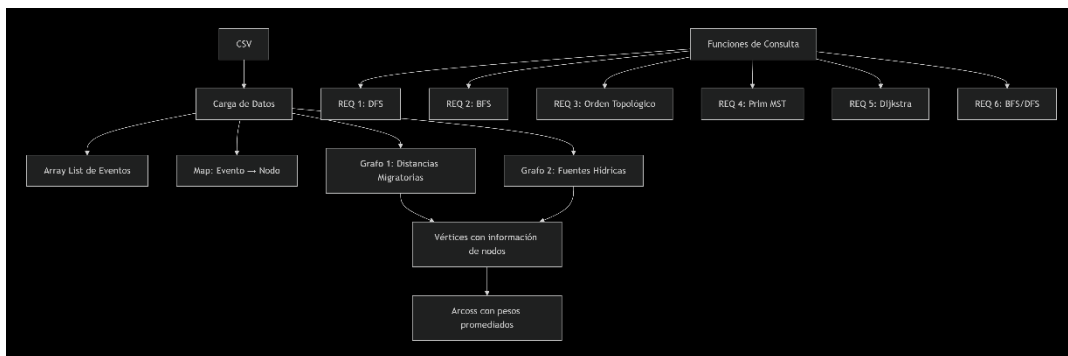 CSV
Funciones de Consulta
Carga de Datos
REQ 1: DFS
REQ 2: BFS
REQ 3: Orden Topológico
REQ 4: Prim MST
REQ 5: Dijkstra
REQ 6: BFS/DFS
Array List de Eventos
Map: Evento → Nodo
Grafo 1: Distancias
Migratorias
Grafo 2: Fuentes Hídricas
Vértices con información
de nodos
Arcoss con pesos
promediados